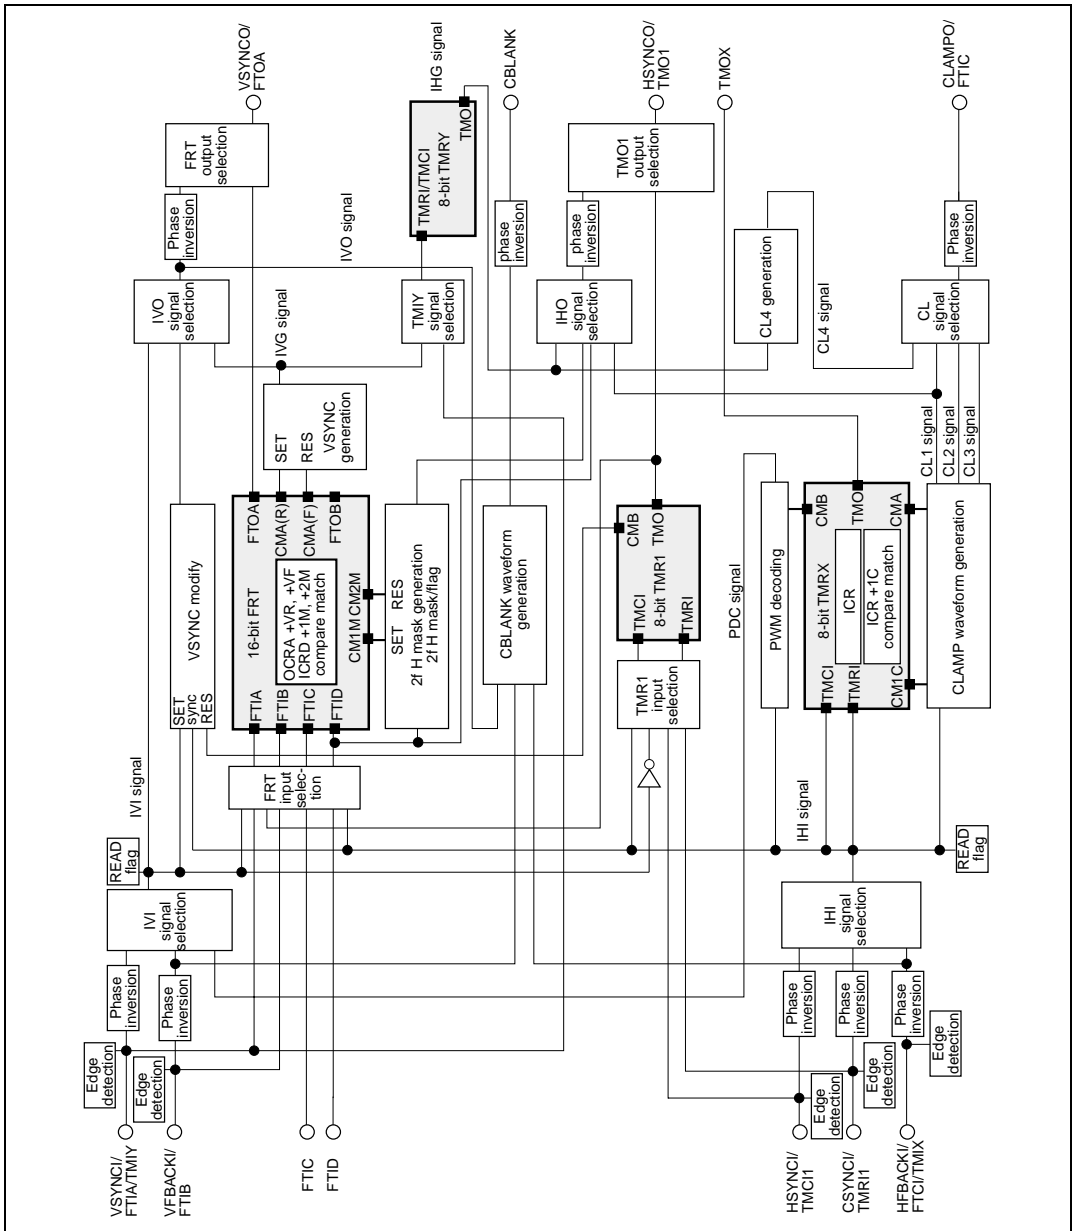 VSYNCO/
FTOA
IHG signal
CBLANK
HSYNCO/
TMO1
TMOX
CLAMPO/
FTIC
FRT
output
selection
TMO
TMRI/TMCI
8-bit TMRY
TMO1
output
selection
Phase
inversion
IVO signal
phase
inversion
phase
inversion
Phase
inversion
IVO
signal
selection
IVG signal
TMIY
signal
selection
IHO
signal
selection
CL4 generation
CL4 signal
CL
signal
selection
SET
RES
VSYNC
generation
CL1 signal
CL2 signal
CL3 signal
VSYNC modify
SET
sync
RES
FTOA
CMA(R)
CMA(F)
FTOB
16-bit FRT
OCRA +VR, +VF
ICRD +1M, +2M
compare match
CM1M CM2M
FTIA
FTIB
FTIC
FTID
SET
RES
2f H mask generation
2f H mask/flag
CBLANK waveform
generation
CMB
TMO
TMCI
8-bit TMR1
TMRI
PDC signal
PWM decoding
CMB
TMO
CMA
8-bit TMRX
ICR
ICR +1C
compare match
TMCI
TMRI
CM1C
CLAMP waveform generation
TMR1
input
selection
FRT
input
selec-
tion
IVI signal
IHI signal
READ
flag
READ
flag
IVI
signal
selection
IHI
signal
selection
Phase
inversion
Phase
inversion
Phase
inversion
Phase
inversion
Phase
inversion
Edge
detection
Edge
detection
Edge
detection
Edge
detection
Edge
detection
VSYNCI/
FTIA/TMIY
VFBACKI/
FTIB
FTIC
FTID
HSYNCI/
TMCI1
CSYNCI/
TMRI1
HFBACKI/
FTCI/TMIX